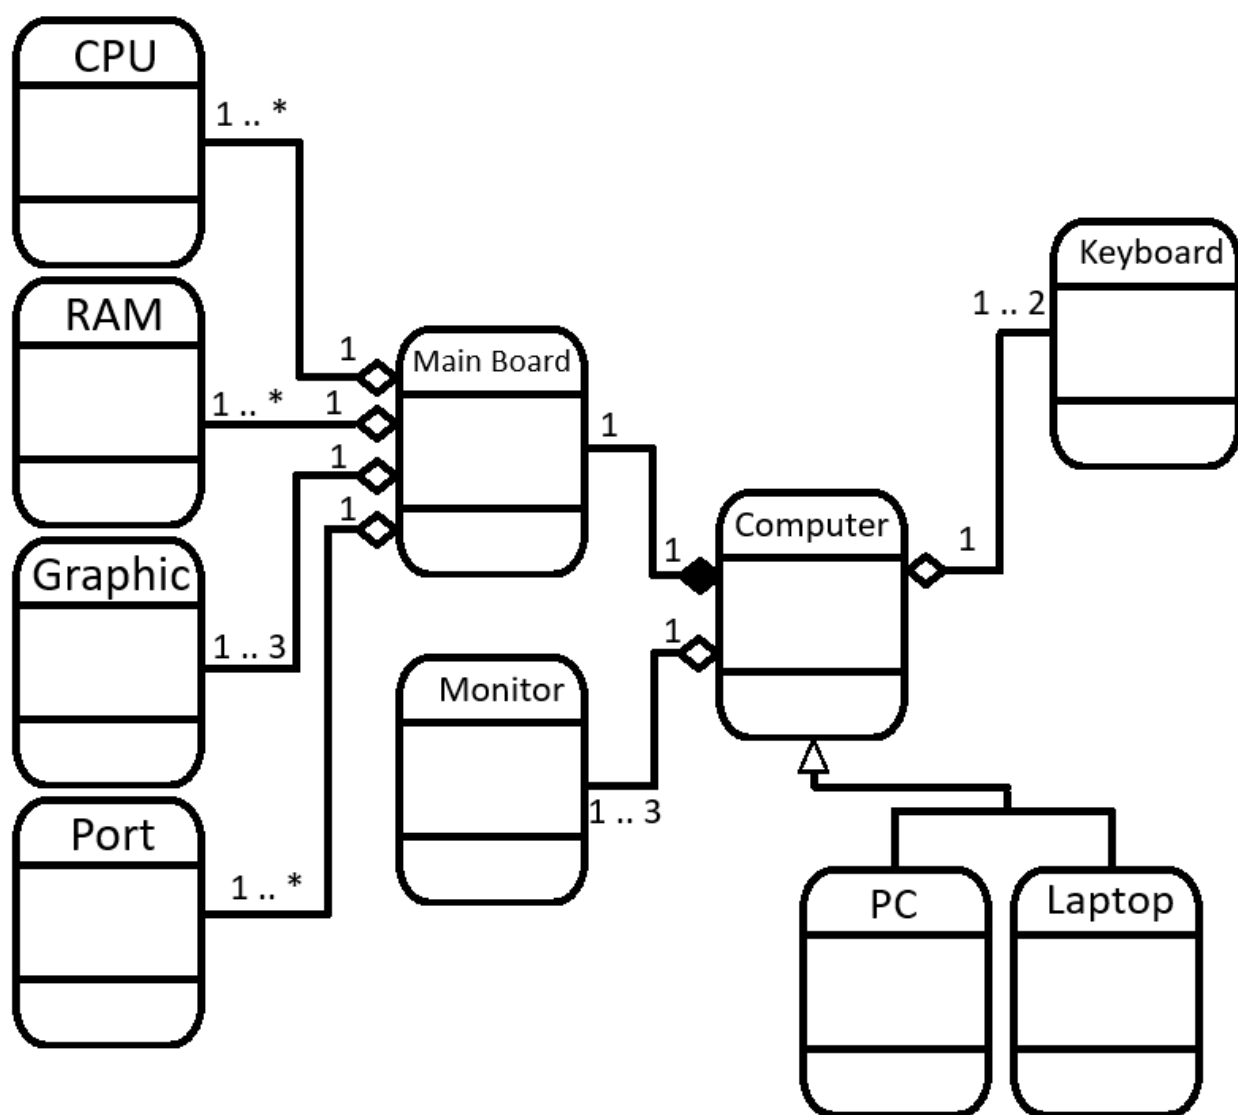 CPU
1 .. *
RAM
1 .. *
Graphic
1 .. 3
Port
1 .. *
1
1
1
1
Main Board
1
1
Monitor
1 .. 3
1
Computer
1
Keyboard
1 .. 2
PC
Laptop